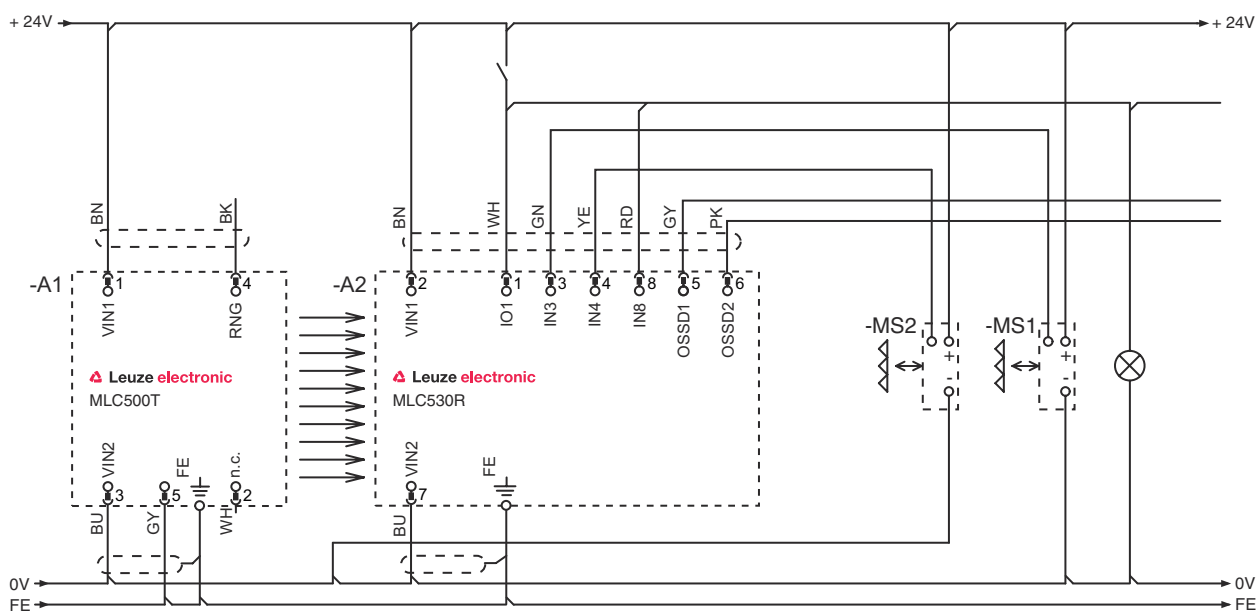 + 24V
+ 24V
BN
BK
BN
WH
GN
YE
RD
GY
PK
-A1
1
4
-A2
2
1
3
4
8
5
6
VIN1
RNG
VIN1
IO1
IN3
IN4
IN8
OSSD1
OSSD2
-MS2
-MS1
+
-
+
-
Leuze electronic
MLC500T
Leuze electronic
MLC530R
VIN2
FE
n.c.
VIN2
FE
3
5
2
7
BU
GY
WH
BU
0V
0V
FE
FE